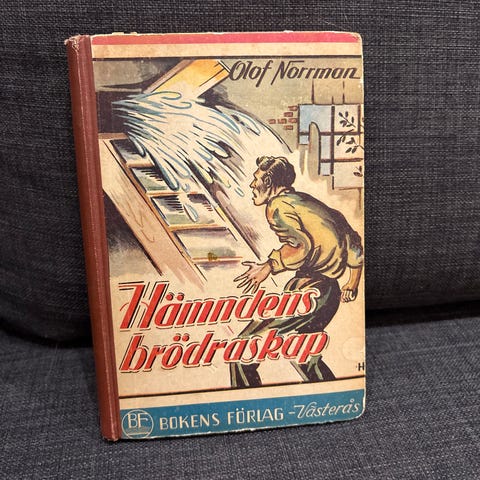 Olof Norrman
Hämndens
brödraskap
H
BF BOKENS FÖRLAG - Västerås